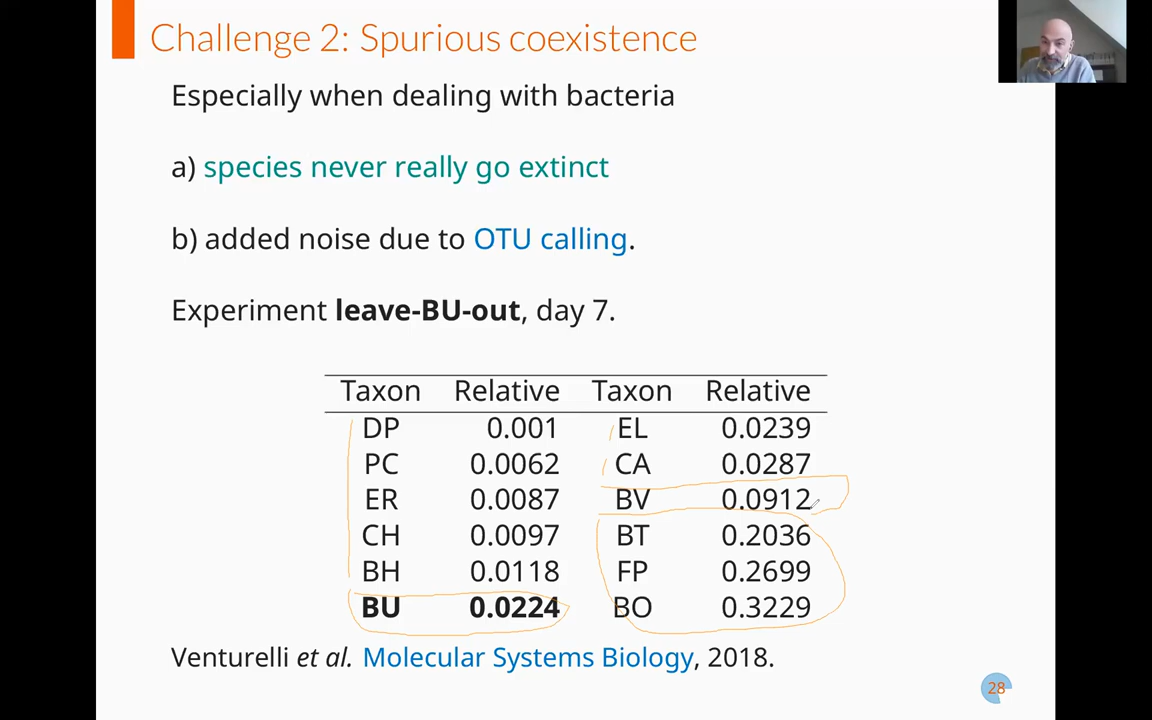 Challenge 2: Spurious coexistence
Especially when dealing with bacteria
a) species never really go extinct
b) added noise due to OTU calling.
Experiment leave-BU-out, day 7.
Taxon Relative Taxon Relative
DP 0.001 EL 0.0239
PC 0.0062 CA 0.0287
ER 0.0087 BV 0.0912
CH 0.0097 BT 0.2036
BH 0.0118 FP 0.2699
BU 0.0224 BO 0.3229
Venturelli et al. Molecular Systems Biology, 2018.
28